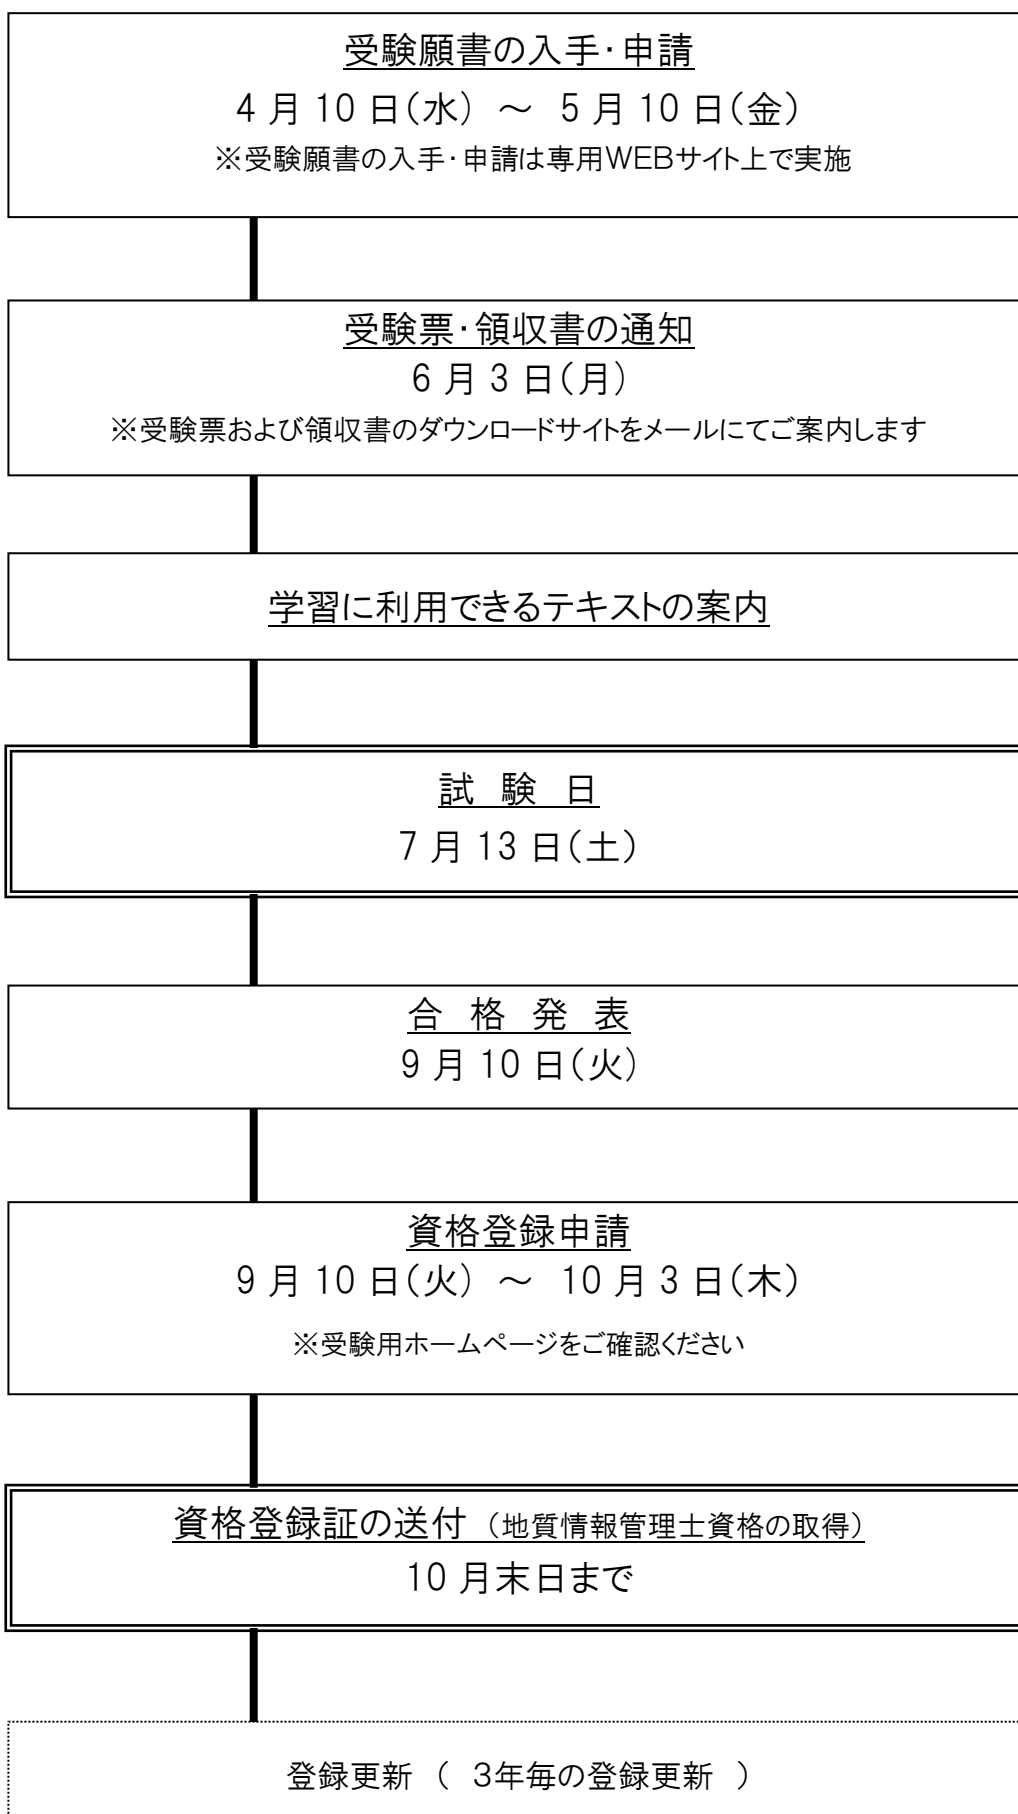 受験願書の入手・申請
4 月 10 日（水） ～ 5 月 10 日（金）
※受験願書の入手・申請は専用WEBサイト上で実施
受験票・領収書の通知
6 月 3 日（月）
※受験票および領収書のダウンロードサイトをメールにてご案内します
学習に利用できるテキストの案内
試 験 日
7 月 13 日（土）
合 格 発 表
9 月 10 日（火）
資格登録申請
9 月 10 日（火） ～ 10 月 3 日（木）
※受験用ホームページをご確認ください
資格登録証の送付 （地質情報管理士資格の取得）
10 月末日まで
登録更新 （ 3年毎の登録更新 ）